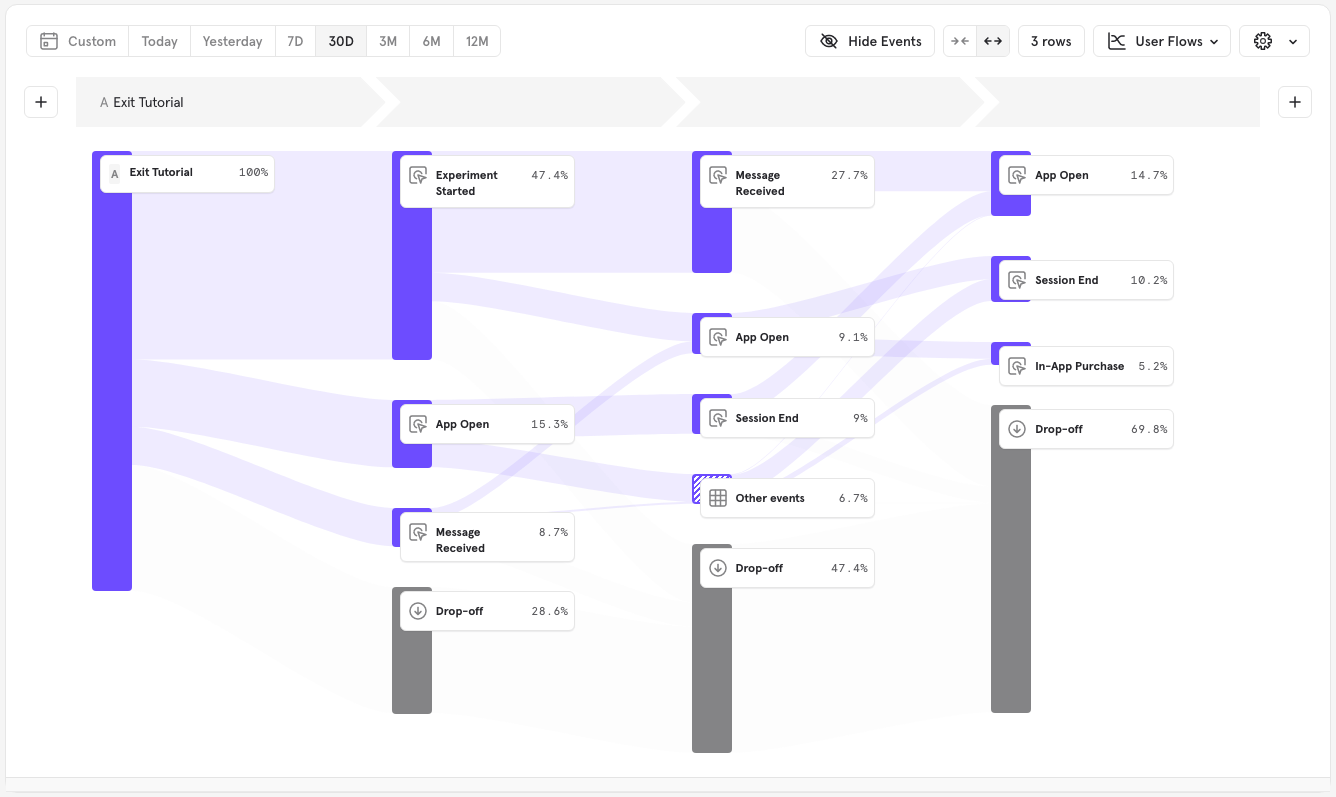 Custom Today Yesterday 7D 30D 3M 6M 12M
Hide Events 3 rows User Flows
A Exit Tutorial
A Exit Tutorial 100%
Experiment Started 47.4%
App Open 15.3%
Message Received 8.7%
Drop-off 28.6%
Message Received 27.7%
App Open 9.1%
Session End 9%
Other events 6.7%
Drop-off 47.4%
App Open 14.7%
Session End 10.2%
In-App Purchase 5.2%
Drop-off 69.8%